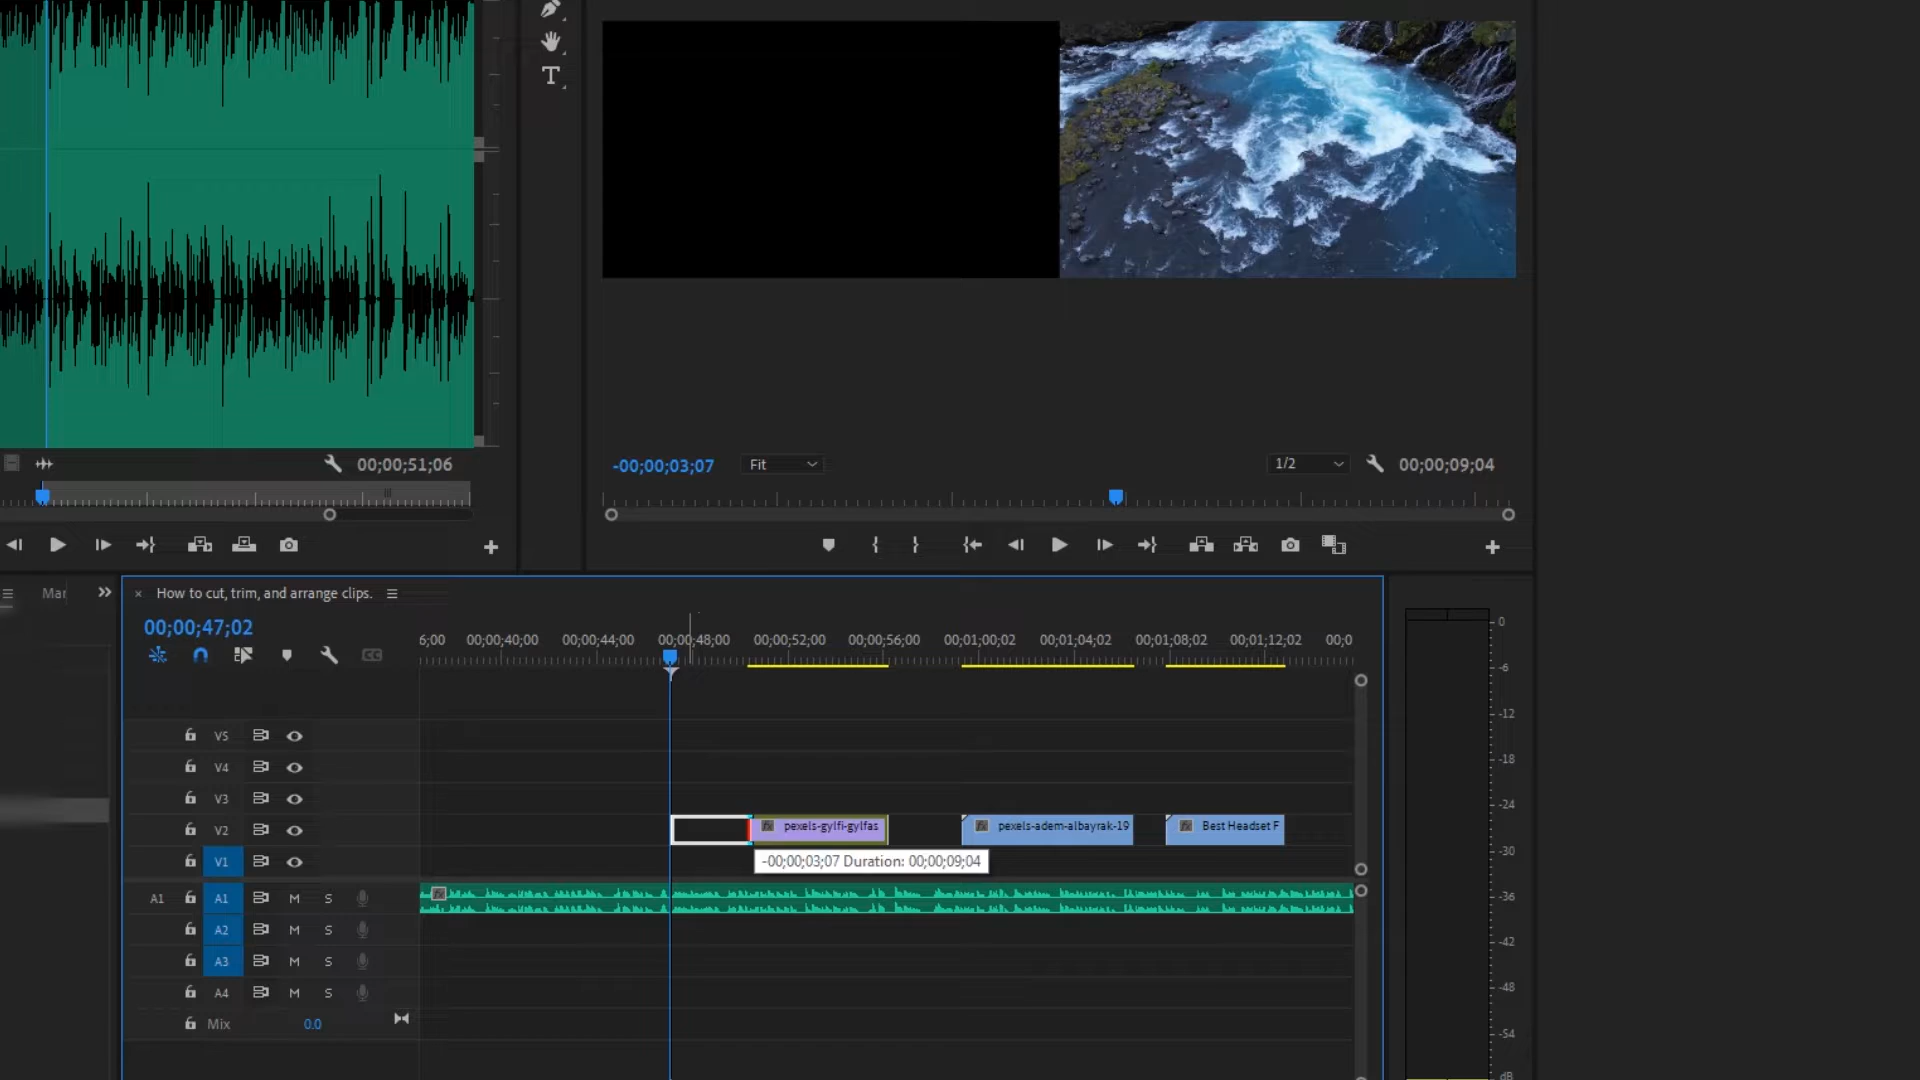 T
00;00;51;06
-00;00;03;07
Fit
1/2
00;00;09;04
Mar
How to cut, trim, and arrange clips.
00;00;47;02
6;00
00;00;40;00
00;00;44;00
00;00;48;00
00;00;52;00
00;00;56;00
00;01;00;02
00;01;04;02
00;01;08;02
00;01;12;02
00;0
V5
V4
V3
V2
pexels-gylfi-gylfas
pexels-adem-albayrak-19
Best Headset F
V1
-00;00;03;07 Duration: 00;00;09;04
A1 A1 M S
A2 M S
A3 M S
A4 M S
Mix 0.0
0
-6
-12
-18
-24
-30
-36
-42
-48
-54
dB